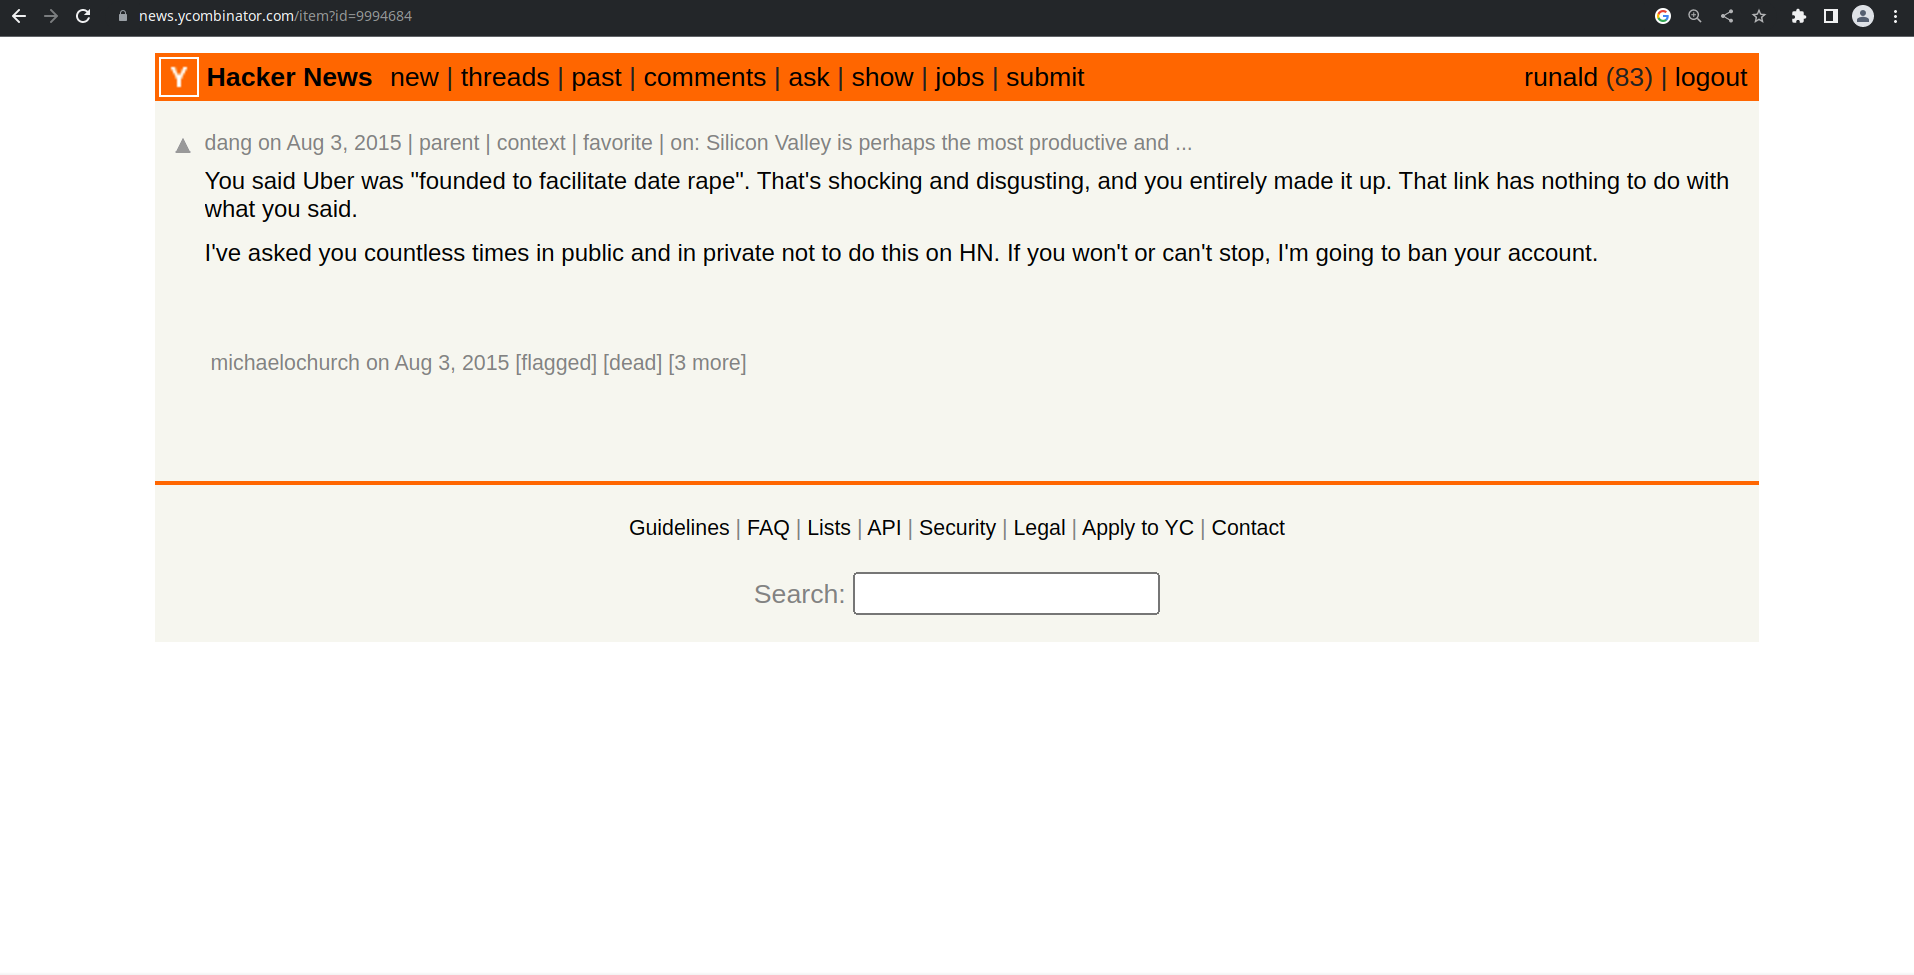 news.ycombinator.com/item?id=9994684
Y Hacker News new | threads | past | comments | ask | show | jobs | submit runald (83) | logout
▲ dang on Aug 3, 2015 | parent | context | favorite | on: Silicon Valley is perhaps the most productive and ...
You said Uber was "founded to facilitate date rape". That's shocking and disgusting, and you entirely made it up. That link has nothing to do with
what you said.
I've asked you countless times in public and in private not to do this on HN. If you won't or can't stop, I'm going to ban your account.
michaelochurch on Aug 3, 2015 [flagged] [dead] [3 more]
Guidelines | FAQ | Lists | API | Security | Legal | Apply to YC | Contact
Search: